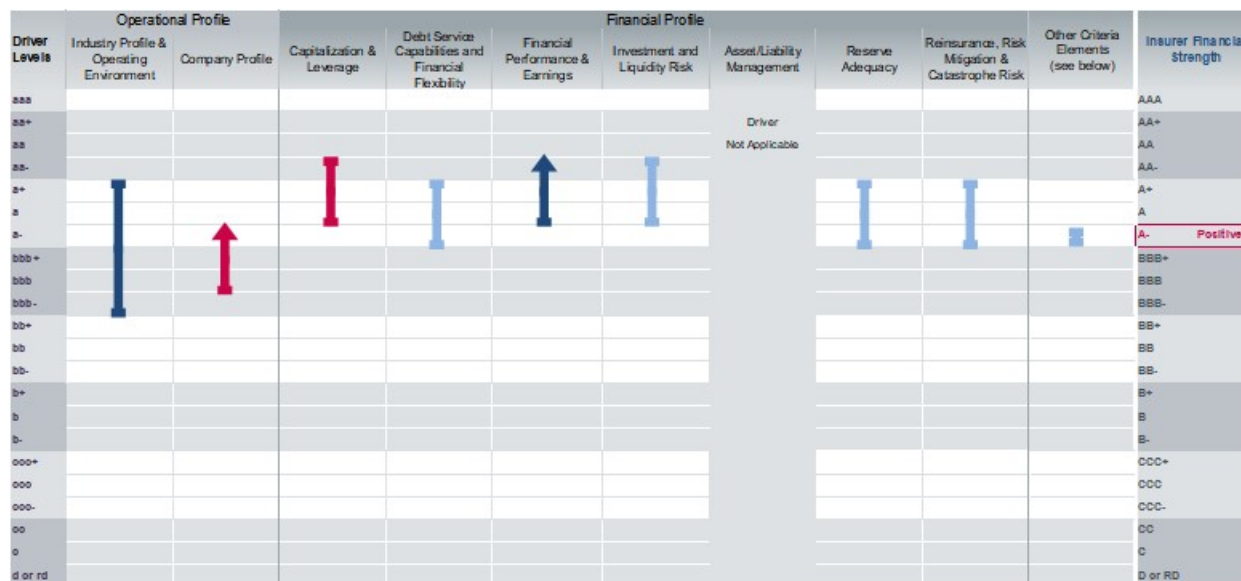 Operational Profile
Financial Profile
Driver Levels
Industry Profile & Operating Environment
Company Profile
Capitalization & Leverage
Debt Service Capabilities and Financial Flexibility
Financial Performance & Earnings
Investment and Liquidity Risk
Asset/Liability Management
Reserve Adequacy
Reinsurance, Risk Mitigation & Catastrophe Risk
Other Criteria Elements (see below)
Insurer Financia Strength
aaa AAA
aa+ Driver AA+
aa Not Applicable AA
aa- AA-
a+ A+
a A
a- A- Positive
bbb+ BBB+
bbb BBB
bbb- BBB-
bb+ BB+
bb BB
bb- BB-
b+ B+
b B
b- B-
ccc+ CCC+
ccc CCC
ccc- CCC-
cc CC
c C
d or rd D or RD